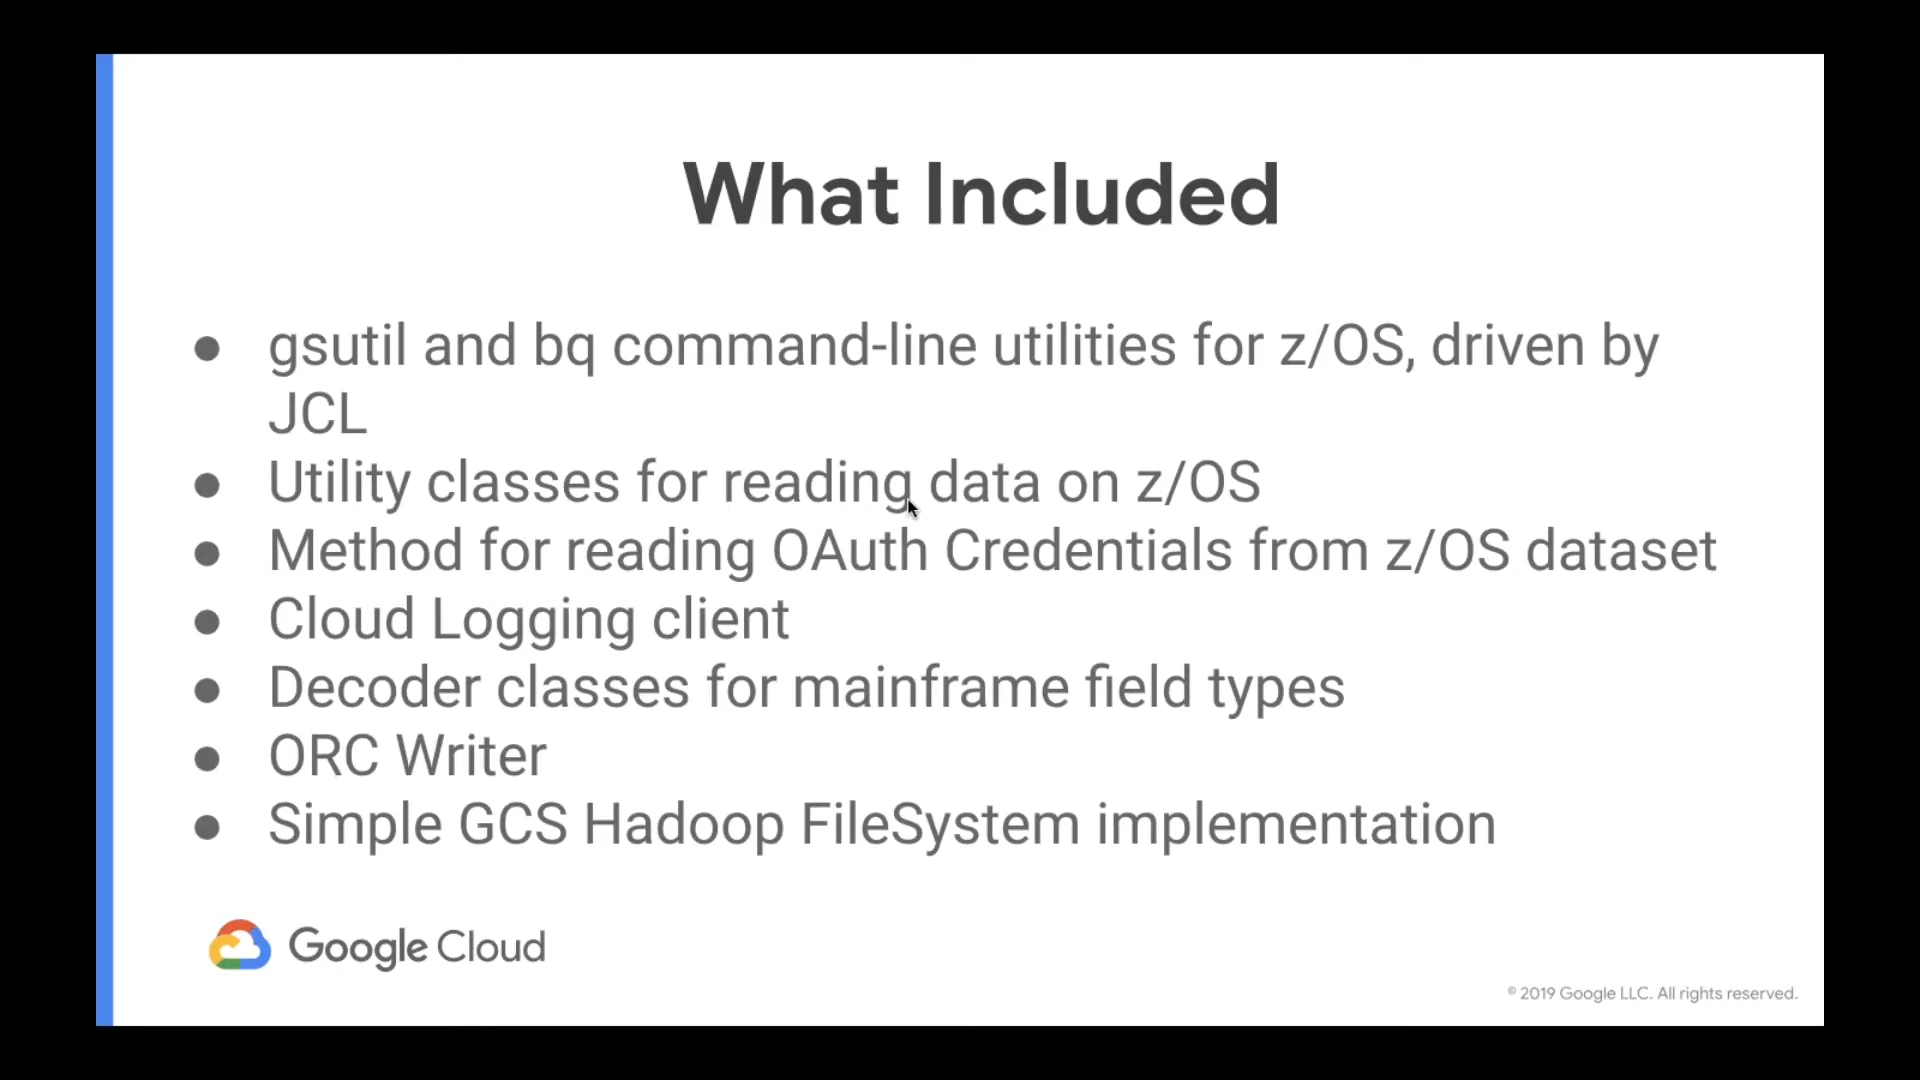 What Included
● gsutil and bq command-line utilities for z/OS, driven by
JCL
● Utility classes for reading data on z/OS
● Method for reading OAuth Credentials from z/OS dataset
● Cloud Logging client
● Decoder classes for mainframe field types
● ORC Writer
● Simple GCS Hadoop FileSystem implementation
Google Cloud
© 2019 Google LLC. All rights reserved.